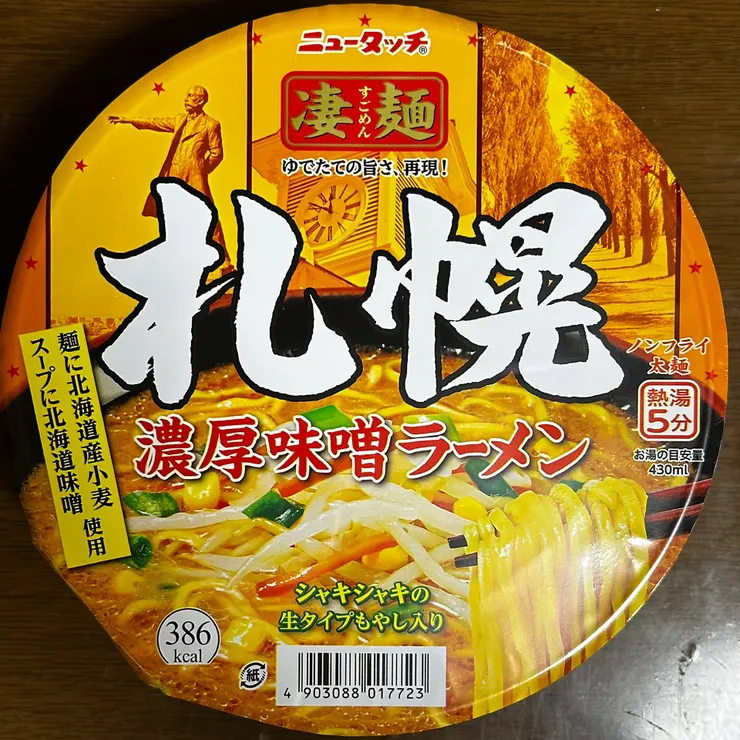 ニュータッチ®
凄麺
すごめん
ゆでたての旨さ、再現!
札幌
濃厚味噌ラーメン
ノンフライ
太麺
熱湯
5分
お湯の目安量
430ml
麺に北海道産小麦
スープに北海道味噌
使用
シャキシャキの
生タイプもやし入り
386
kcal
紙
4 903088 017723